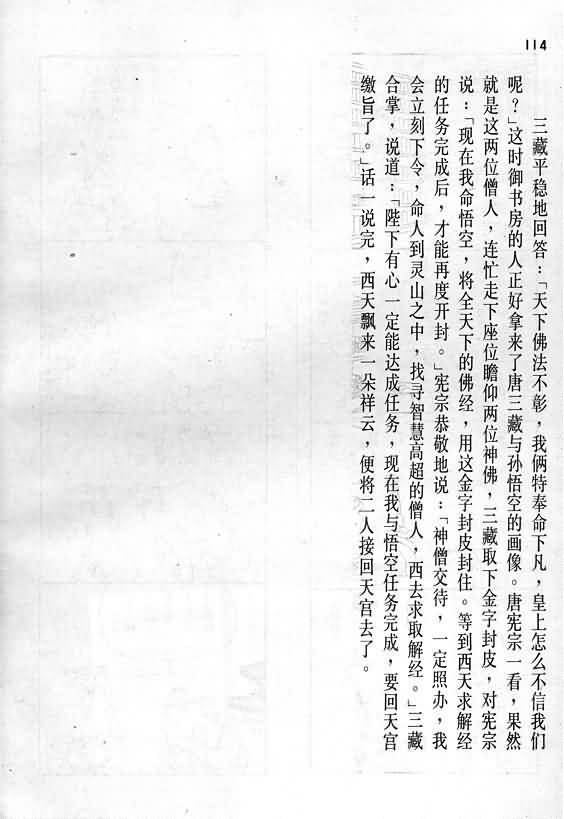 114
三藏平稳地回答：「天下佛法不彰，我俩特奉命下凡，皇上怎么不信我们
呢？」这时御书房的人正好拿来了唐三藏与孙悟空的画像。唐宪宗一看，果然
就是这两位僧人，连忙走下座位瞻仰两位神佛，三藏取下金字封皮，对宪宗
说：「现在我命悟空，将全天下的佛经，用这金字封皮封住。等到西天求解经
的任务完成后，才能再度开封。」宪宗恭敬地说：「神僧交待，一定照办，我
会立刻下令，命人到灵山之中，找寻智慧高超的僧人，西去求取解经。」三藏
合掌，说道：「陛下有心一定能达成任务，现在我与悟空任务完成，要回天宫
缴旨了。」话一说完，西天飘来一朵祥云，便将二人接回天宫去了。